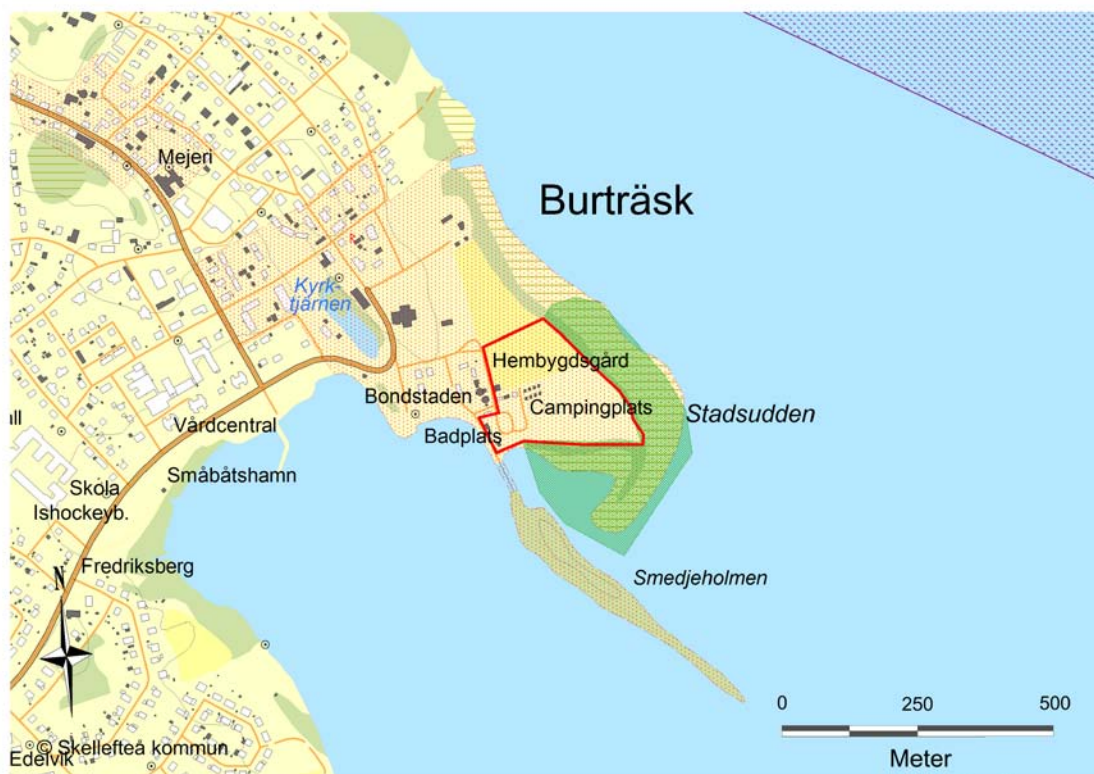 Mejeri
Burträsk
Kyrk-
tjärnen
Hembygdsgård
Bondstaden
Campingplats
Stadsudden
all
Vårdcentral
Badplats
Småbåtshamn
Skola
Ishockeyb.
Fredriksberg
N
Smedjeholmen
0 250 500
Meter
© Skellefteå kommun
Edelvik